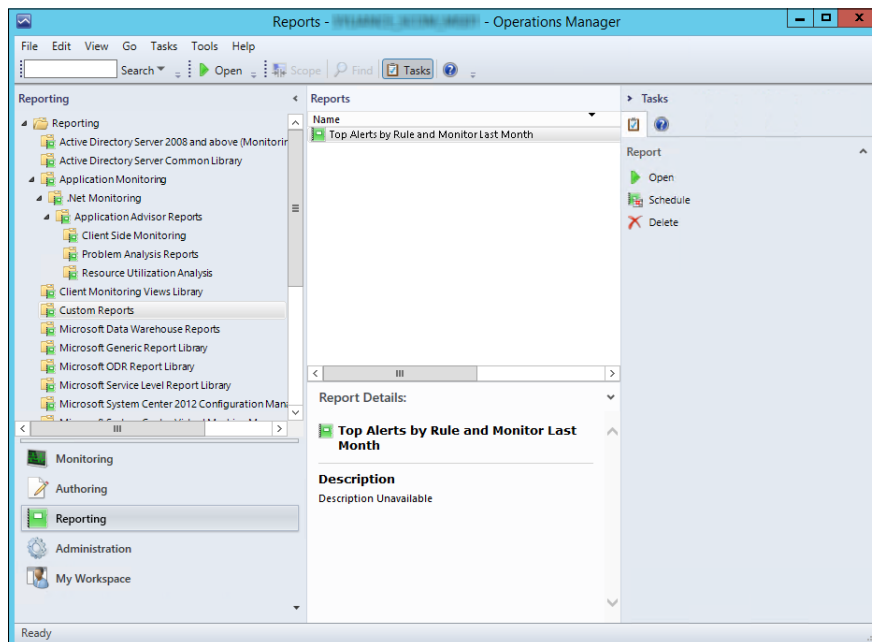 Reports - - Operations Manager
File Edit View Go Tasks Tools Help
Search Open Scope Find Tasks
Reporting
Reporting
Active Directory Server 2008 and above (Monitorin
Active Directory Server Common Library
Application Monitoring
.Net Monitoring
Application Advisor Reports
Client Side Monitoring
Problem Analysis Reports
Resource Utilization Analysis
Client Monitoring Views Library
Custom Reports
Microsoft Data Warehouse Reports
Microsoft Generic Report Library
Microsoft ODR Report Library
Microsoft Service Level Report Library
Microsoft System Center 2012 Configuration Mana
Monitoring
Authoring
Reporting
Administration
My Workspace
Reports
Name
Top Alerts by Rule and Monitor Last Month
Report Details:
Top Alerts by Rule and Monitor Last
Month
Description
Description Unavailable
Tasks
Report
Open
Schedule
Delete
Ready